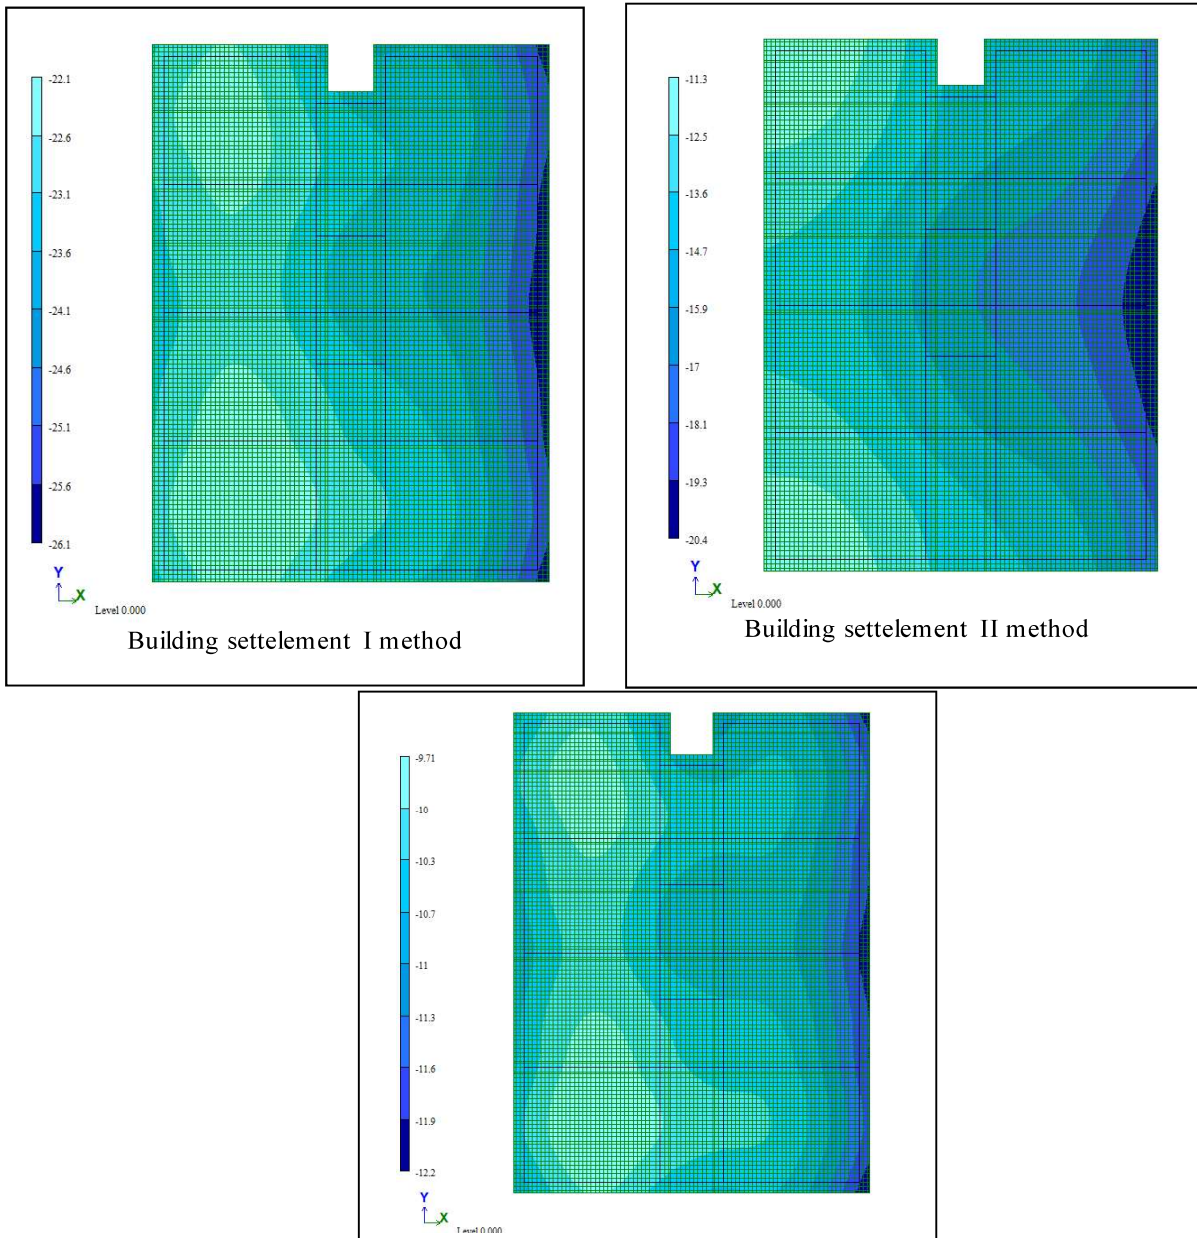 -22.1
-22.6
-23.1
-23.6
-24.1
-24.6
-25.1
-25.6
-26.1
Y
X
Level 0.000
Building settelement I method
-11.3
-12.5
-13.6
-14.7
-15.9
-17
-18.1
-19.3
-20.4
Y
X
Level 0.000
Building settelement II method
-9.71
-10
-10.3
-10.7
-11
-11.3
-11.6
-11.9
-12.2
Y
X
Level 0.000